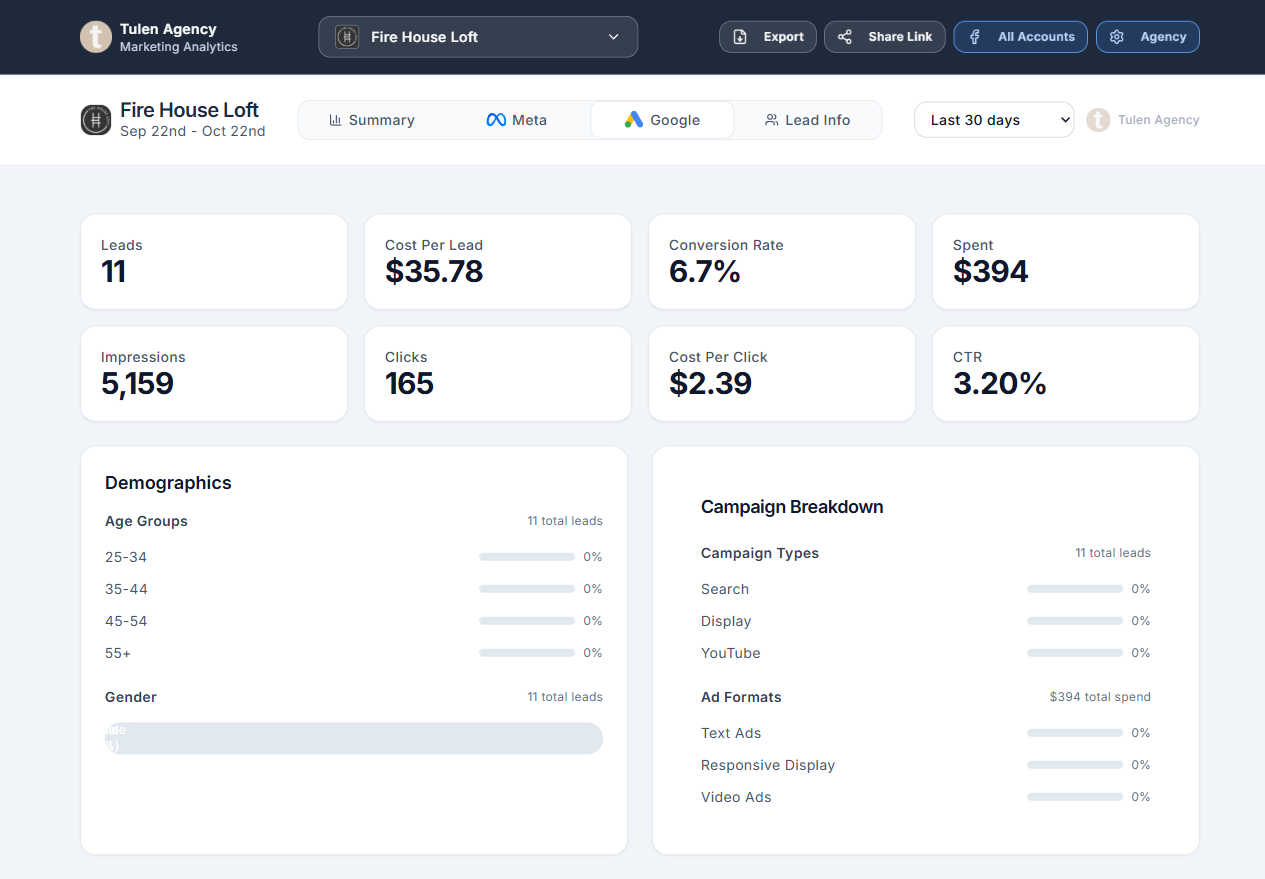 Tulen Agency
Marketing Analytics
Fire House Loft
Export
Share Link
All Accounts
Agency
Fire House Loft
Sep 22nd - Oct 22nd
Summary
Meta
Google
Lead Info
Last 30 days
t
Tulen Agency
Leads
11
Cost Per Lead
$35.78
Conversion Rate
6.7%
Spent
$394
Impressions
5,159
Clicks
165
Cost Per Click
$2.39
CTR
3.20%
Demographics
Age Groups
11 total leads
25-34
0%
35-44
0%
45-54
0%
55+
0%
Gender
11 total leads
Campaign Breakdown
Campaign Types
11 total leads
Search
0%
Display
0%
YouTube
0%
Ad Formats
$394 total spend
Text Ads
0%
Responsive Display
0%
Video Ads
0%